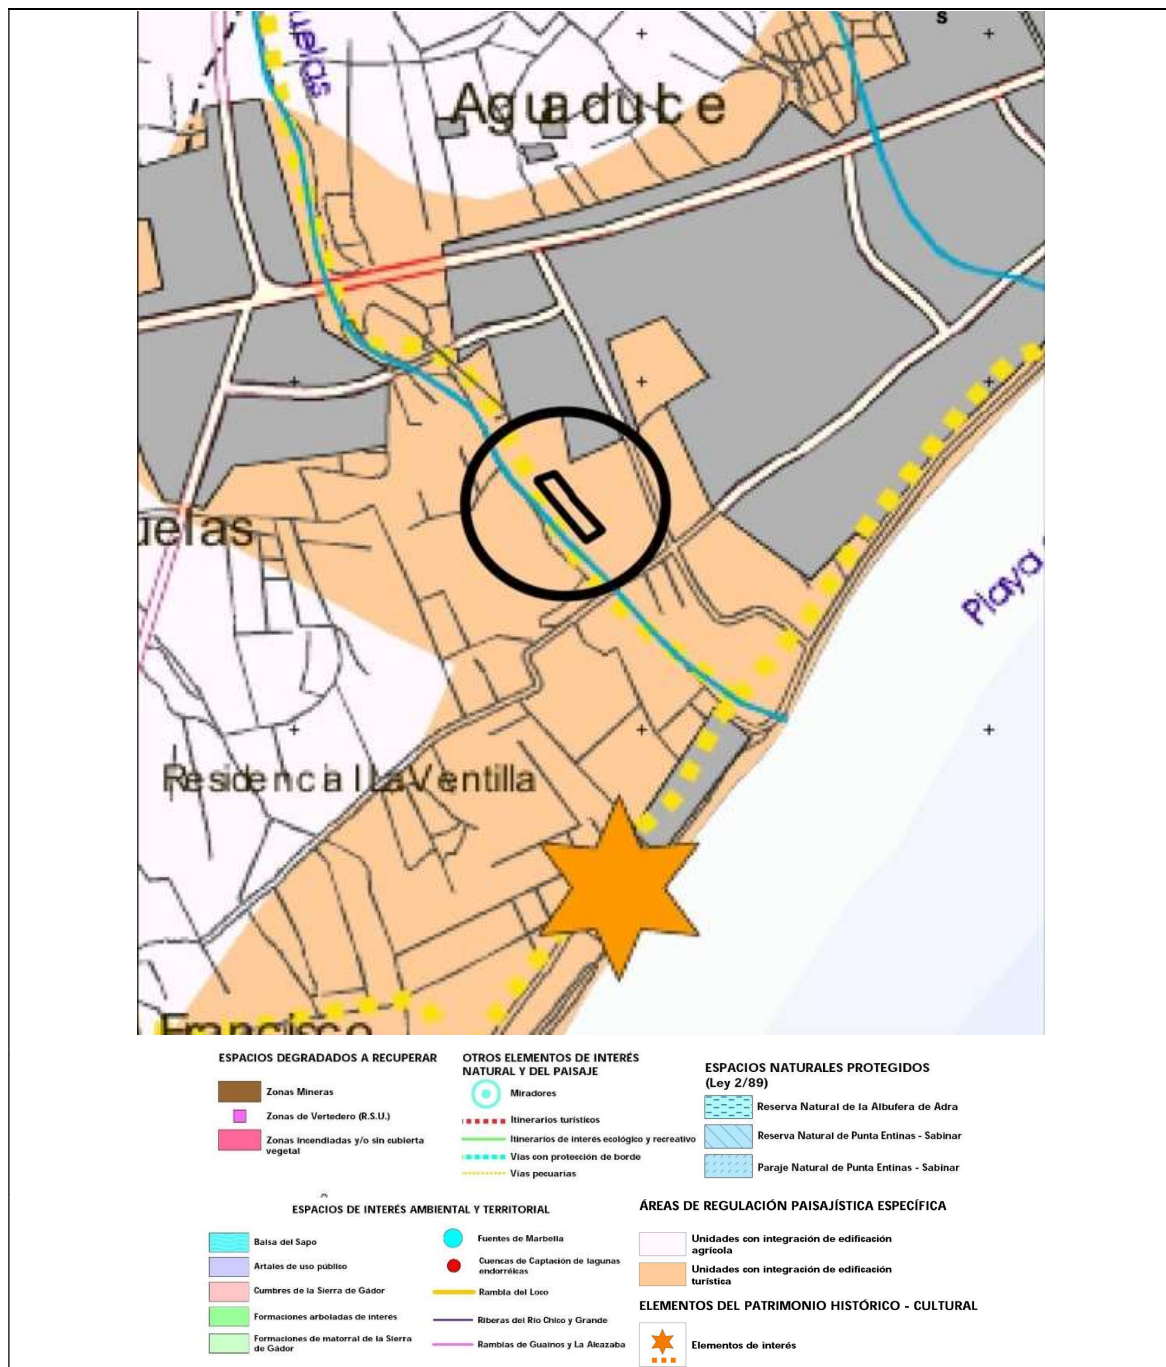 s
uelas
Aguadulce
uelas
Playa
Residencial La Ventilla
Francisco
ESPACIOS DEGRADADOS A RECUPERAR
Zonas Mineras
Zonas de Vertedero (R.S.U.)
Zonas incendiadas y/o sin cubierta
vegetal
OTROS ELEMENTOS DE INTERÉS
NATURAL Y DEL PAISAJE
Miradores
Itinerarios turísticos
Itinerarios de interés ecológico y recreativo
Vías con protección de borde
Vías pecuarias
ESPACIOS NATURALES PROTEGIDOS
(Ley 2/89)
Reserva Natural de la Albufera de Adra
Reserva Natural de Punta Entinas - Sabinar
Paraje Natural de Punta Entinas - Sabinar
ESPACIOS DE INTERÉS AMBIENTAL Y TERRITORIAL
Balsa del Sapo
Artales de uso público
Cumbres de la Sierra de Gádor
Formaciones arboladas de interés
Formaciones de matorral de la Sierra
de Gádor
Fuentes de Marbella
Cuencas de Captación de lagunas
endorréicas
Rambla del Loco
Riberas del Río Chico y Grande
Ramblas de Guainos y La Alcazaba
ÁREAS DE REGULACIÓN PAISAJÍSTICA ESPECÍFICA
Unidades con integración de edificación
agrícola
Unidades con integración de edificación
turística
ELEMENTOS DEL PATRIMONIO HISTÓRICO - CULTURAL
Elementos de interés